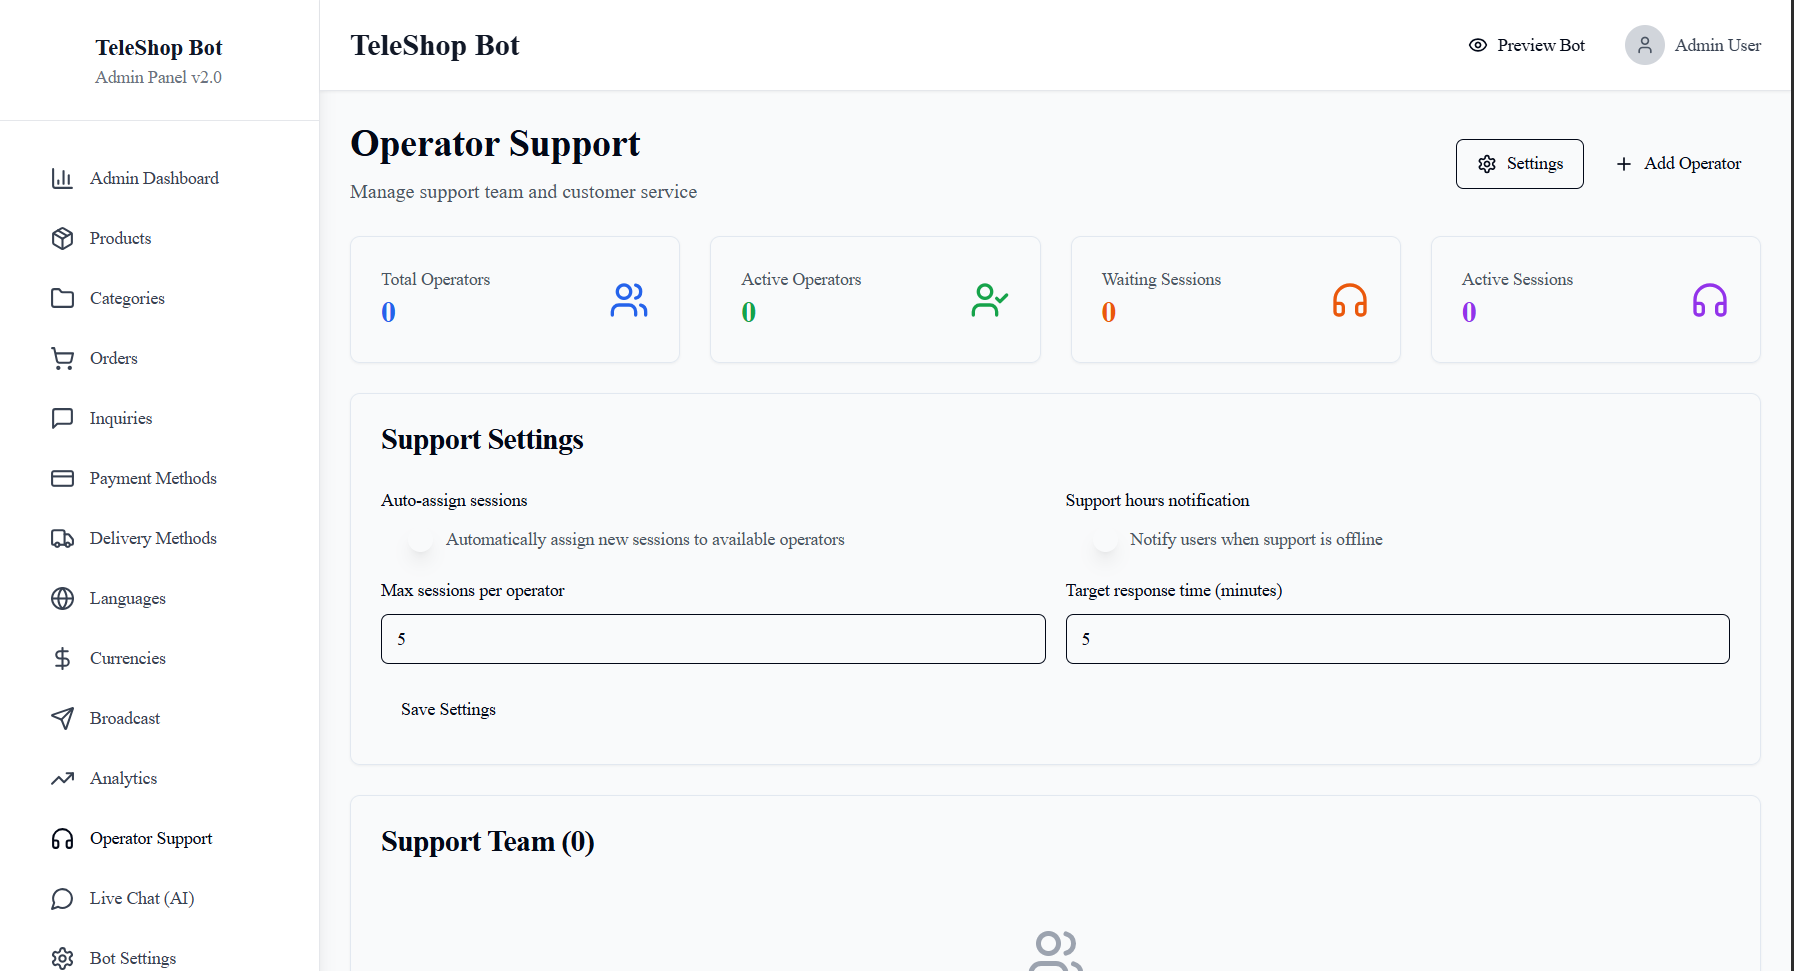 TeleShop Bot
Admin Panel v2.0
Admin Dashboard
Products
Categories
Orders
Inquiries
Payment Methods
Delivery Methods
Languages
Currencies
Broadcast
Analytics
Operator Support
Live Chat (AI)
Bot Settings
TeleShop Bot
Preview Bot
Admin User
Operator Support
Manage support team and customer service
Settings
Add Operator
Total Operators
0
Active Operators
0
Waiting Sessions
0
Active Sessions
0
Support Settings
Auto-assign sessions
Automatically assign new sessions to available operators
Support hours notification
Notify users when support is offline
Max sessions per operator
5
Target response time (minutes)
5
Save Settings
Support Team (0)